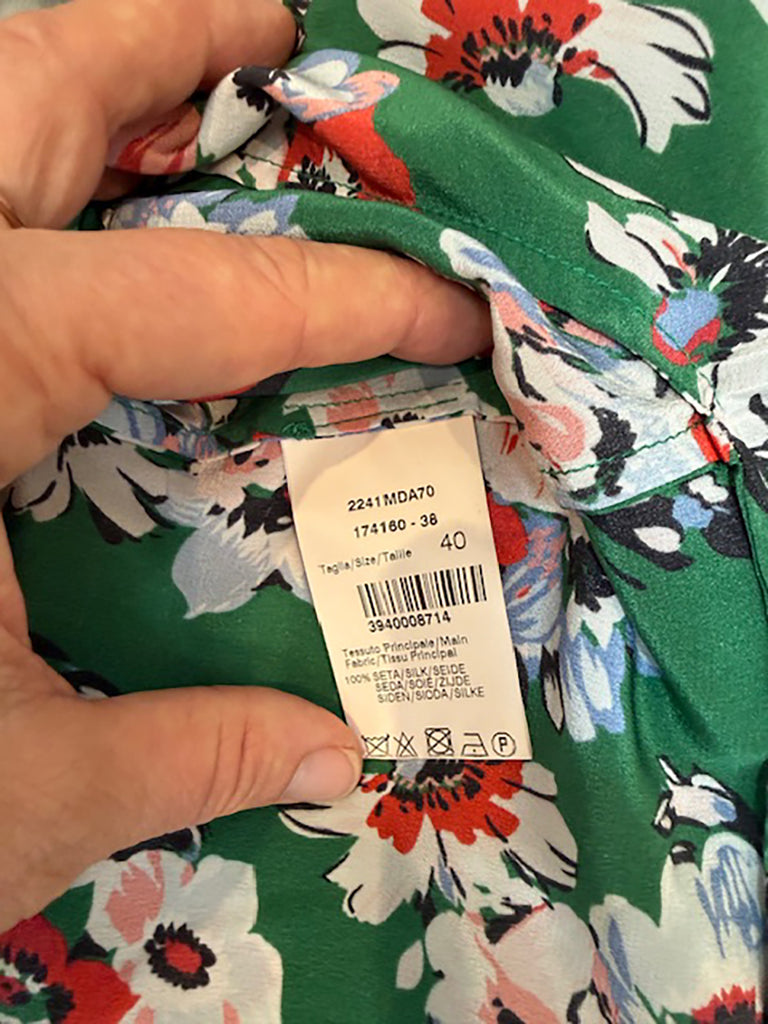 2241MDA70
174160 - 38
Taglia/Size/Taille 40
3940008714
Tessuto Principale/Main
Fabric/Tissu Principal
100% SETA/SILK/SEIDE
SEDA/SOIE/ZIJDE
SIDEN/SICDA/SILKE
P